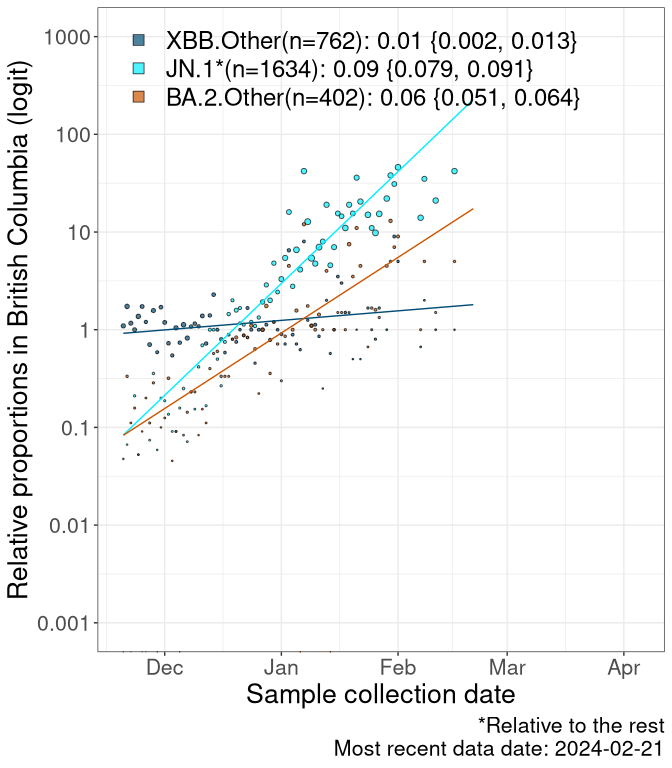 XBB.Other(n=762): 0.01 {0.002, 0.013}
JN.1*(n=1634): 0.09 {0.079, 0.091}
BA.2.Other(n=402): 0.06 {0.051, 0.064}
Relative proportions in British Columbia (logit)
1000
100
10
1
0.1
0.01
0.001
Dec Jan Feb Mar Apr
Sample collection date
*Relative to the rest
Most recent data date: 2024-02-21